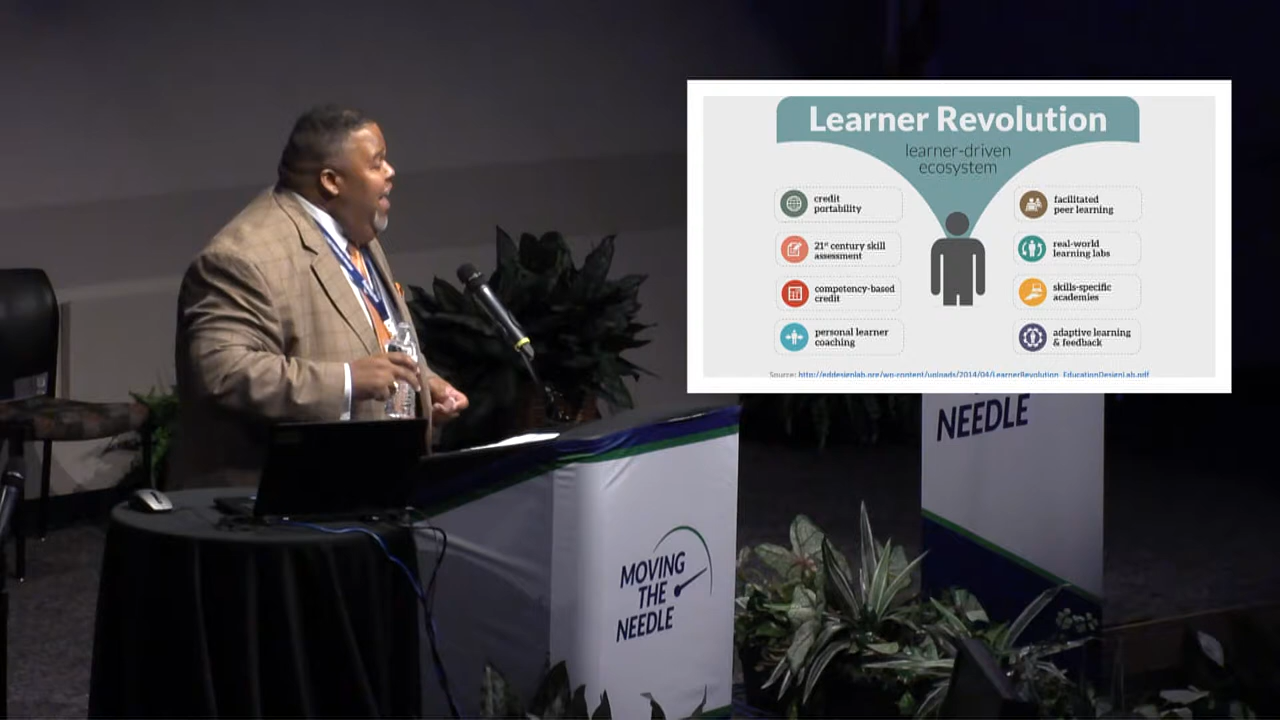 Learner Revolution
learner-driven
ecosystem
credit
portability
21st century skill
assessment
competency-based
credit
personal learner
coaching
facilitated
peer learning
real-world
learning labs
skills-specific
academies
adaptive learning
& feedback
Source: http://eddesignlab.org/wp-content/uploads/2014/04/LearnerRevolution_EducationDesignLab.pdf
NEEDLE
MOVING
THE
NEEDLE